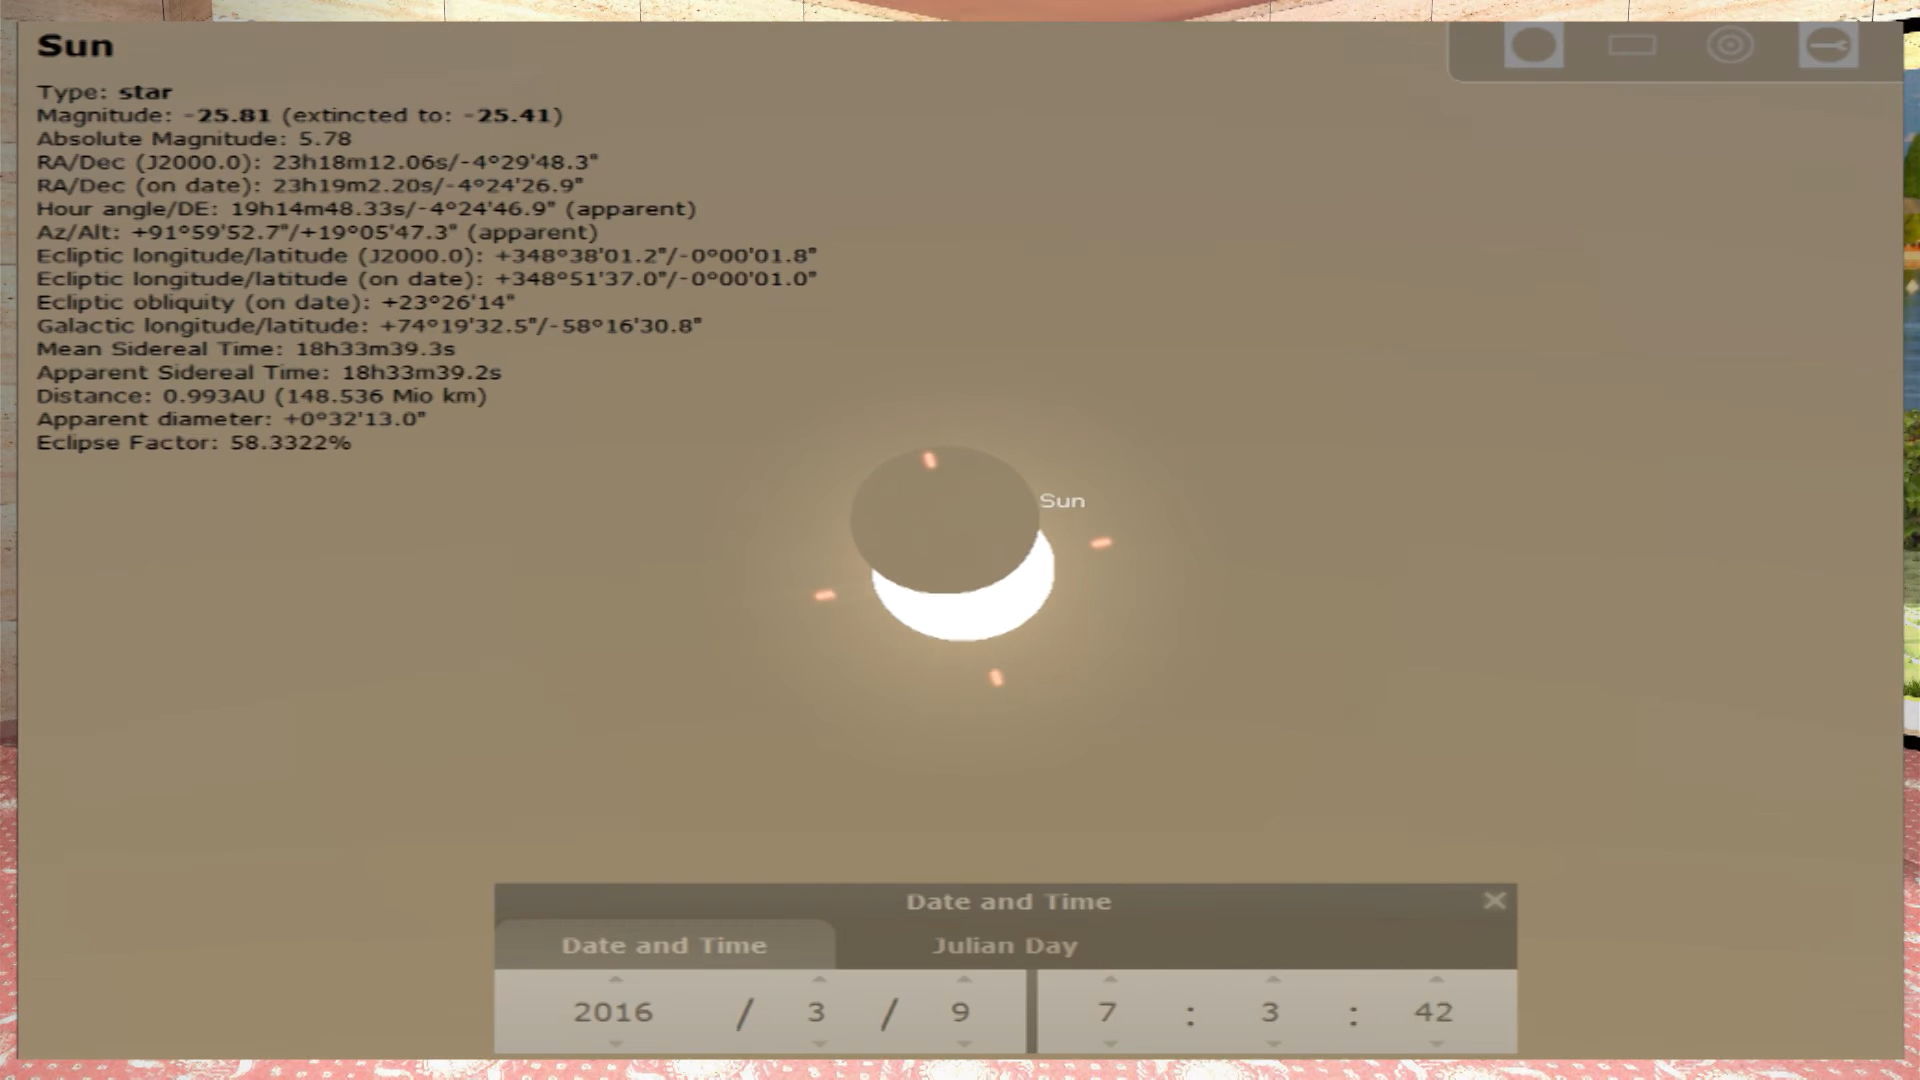 Sun
Type: star
Magnitude: -25.81 (extincted to: -25.41)
Absolute Magnitude: 5.78
RA/Dec (J2000.0): 23h18m12.06s/-4°29'48.3"
RA/Dec (on date): 23h19m2.20s/-4°24'26.9"
Hour angle/DE: 19h14m48.33s/-4°24'46.9" (apparent)
Az/Alt: +91°59'52.7"/+19°05'47.3" (apparent)
Ecliptic longitude/latitude (J2000.0): +348°38'01.2"/-0°00'01.8"
Ecliptic longitude/latitude (on date): +348°51'37.0"/-0°00'01.0"
Ecliptic obliquity (on date): +23°26'14"
Galactic longitude/latitude: +74°19'32.5"/-58°16'30.8"
Mean Sidereal Time: 18h33m39.3s
Apparent Sidereal Time: 18h33m39.2s
Distance: 0.993AU (148.536 Mio km)
Apparent diameter: +0°32'13.0"
Eclipse Factor: 58.3322%
Sun
Date and Time
Date and Time Julian Day
2016 / 3 / 9 7 : 3 : 42